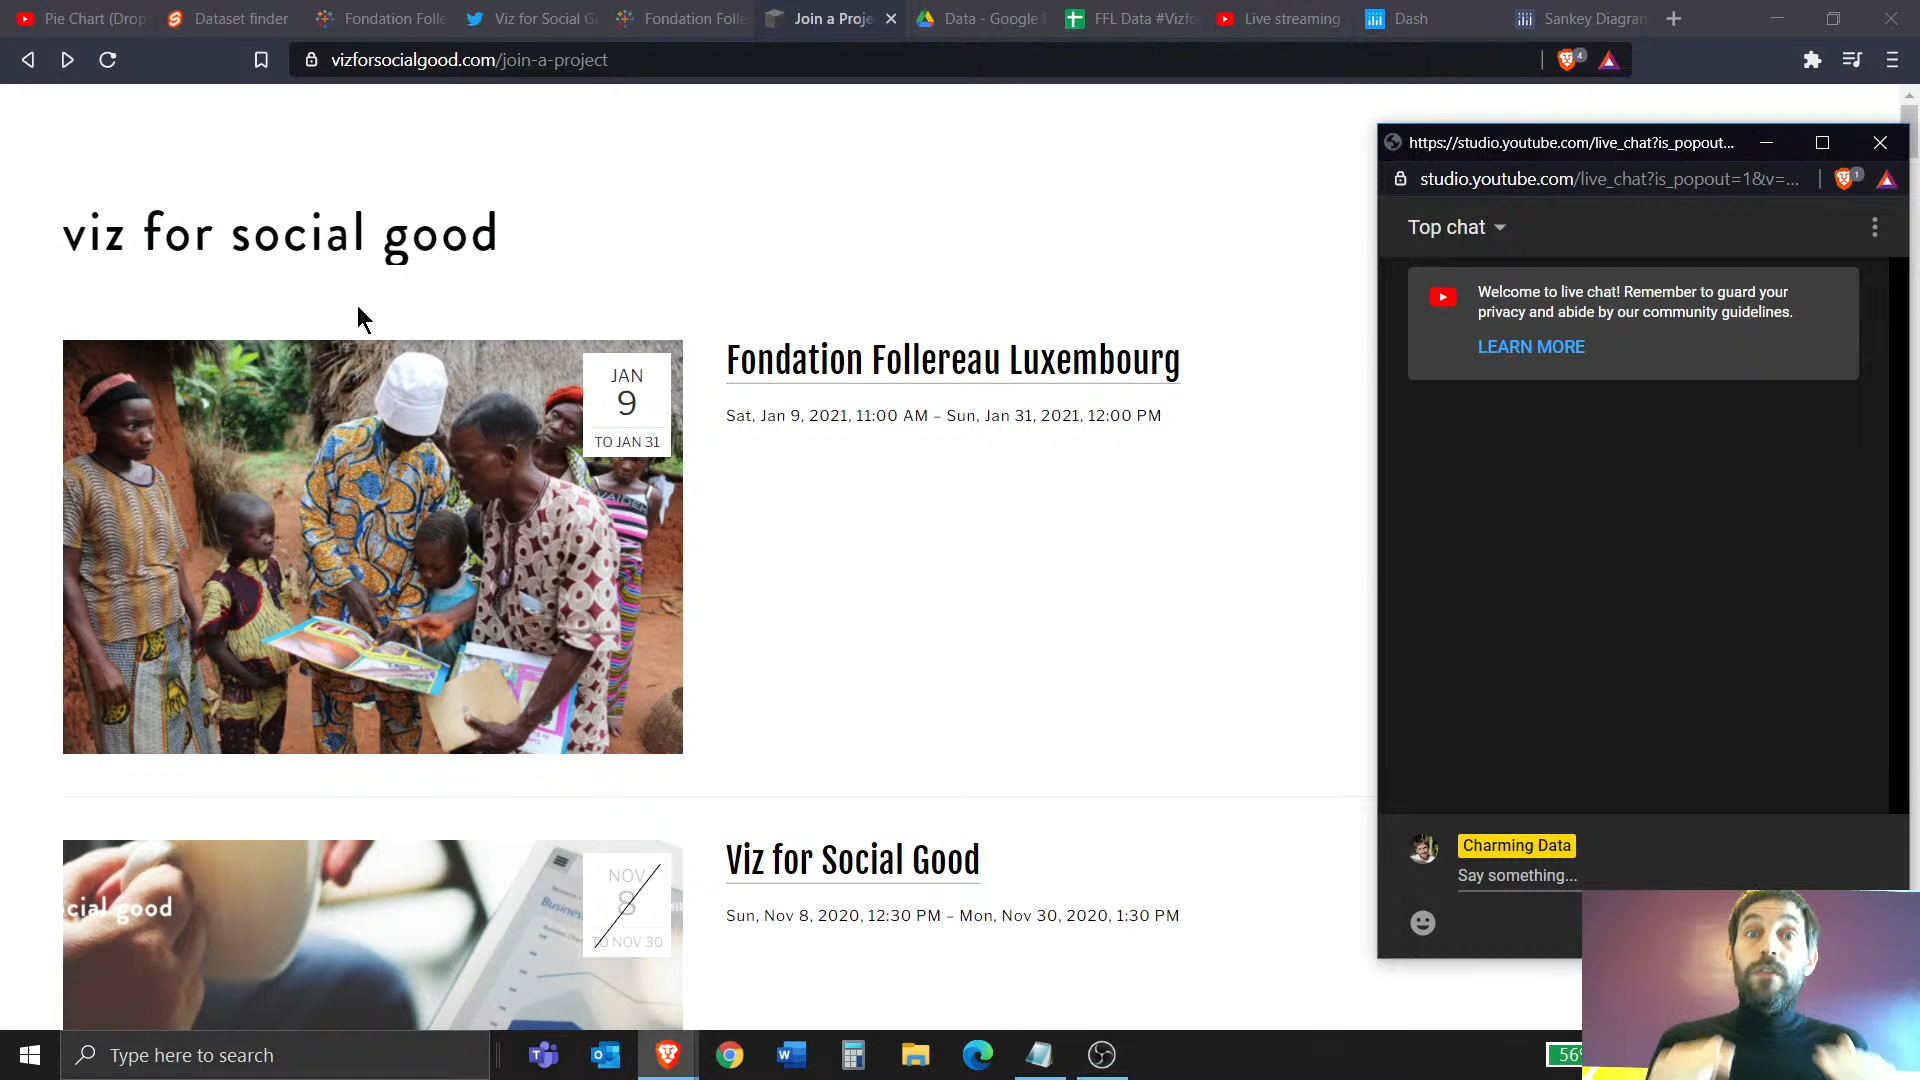 Pie Chart (Drop
Dataset finder
Fondation Folle
Viz for Social G
Fondation Folle
Join a Proje
Data - Google
FFL Data #Vizfo
Live streaming
Dash
Sankey Diagram
vizforsocialgood.com/join-a-project
4
viz for social good
JAN
9
TO JAN 31
Fondation Follereau Luxembourg
Sat, Jan 9, 2021, 11:00 AM – Sun, Jan 31, 2021, 12:00 PM
cial good
Business
NOV
8
TO NOV 30
Viz for Social Good
Sun, Nov 8, 2020, 12:30 PM – Mon, Nov 30, 2020, 1:30 PM
https://studio.youtube.com/live_chat?is_popout...
studio.youtube.com/live_chat?is_popout=1&v=...
1
Top chat
Welcome to live chat! Remember to guard your
privacy and abide by our community guidelines.
LEARN MORE
Charming Data
Say something...
Type here to search
56